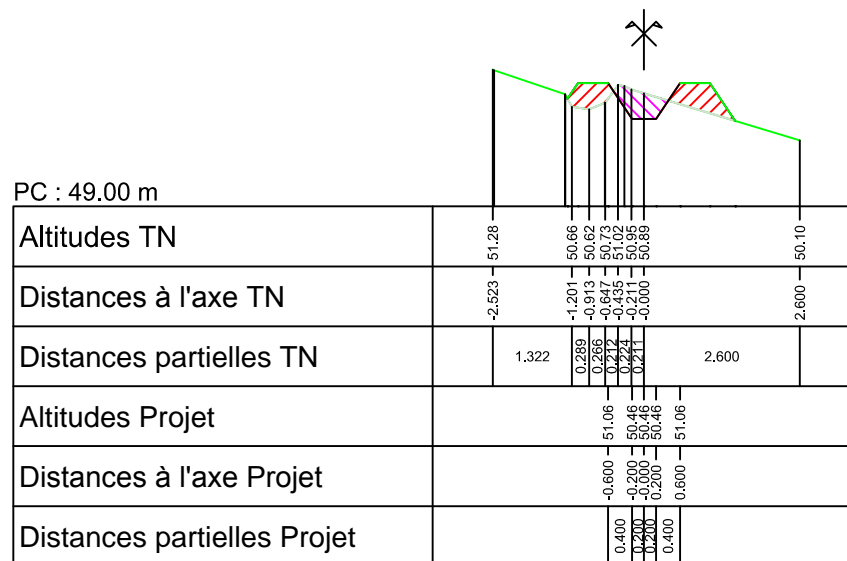 PC : 49.00 m
Altitudes TN 51.28 50.66 50.62 50.73 51.02 50.95 50.89 50.10
Distances à l'axe TN -2.523 -1.201 -0.913 -0.647 -0.435 -0.211 -0.000 2.600
Distances partielles TN 1.322 0.289 0.266 0.212 0.224 0.211 2.600
Altitudes Projet 51.06 50.46 50.46 50.46 51.06
Distances à l'axe Projet -0.600 -0.200 -0.000 0.200 0.600
Distances partielles Projet 0.400 0.200 0.200 0.400